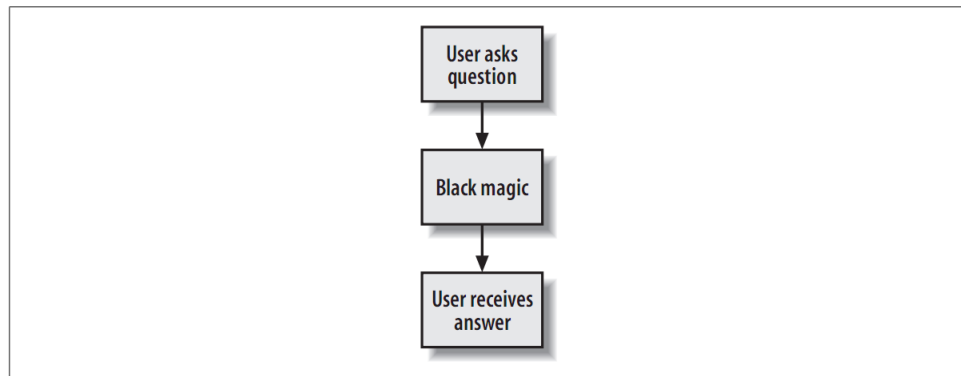 User asks
question
Black magic
User receives
answer